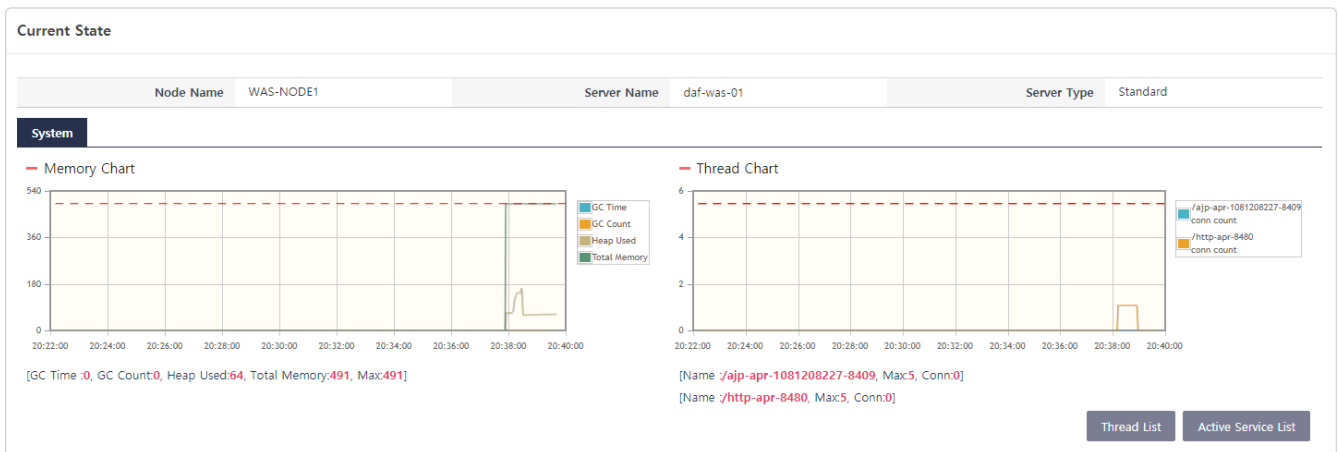 Current State
Node Name WAS-NODE1 Server Name daf-was-01 Server Type Standard
System
Memory Chart
540
360
180
0
20:22:00 20:24:00 20:26:00 20:28:00 20:30:00 20:32:00 20:34:00 20:36:00 20:38:00 20:40:00
GC Time
GC Count
Heap Used
Total Memory
[GC Time :0, GC Count:0, Heap Used:64, Total Memory:491, Max:491]
Thread Chart
6
4
2
0
20:22:00 20:24:00 20:26:00 20:28:00 20:30:00 20:32:00 20:34:00 20:36:00 20:38:00 20:40:00
/ajp-apr-1081208227-8409
conn count
/http-apr-8480
conn count
[Name :/ajp-apr-1081208227-8409, Max:5, Conn:0]
[Name :/http-apr-8480, Max:5, Conn:0]
Thread List Active Service List